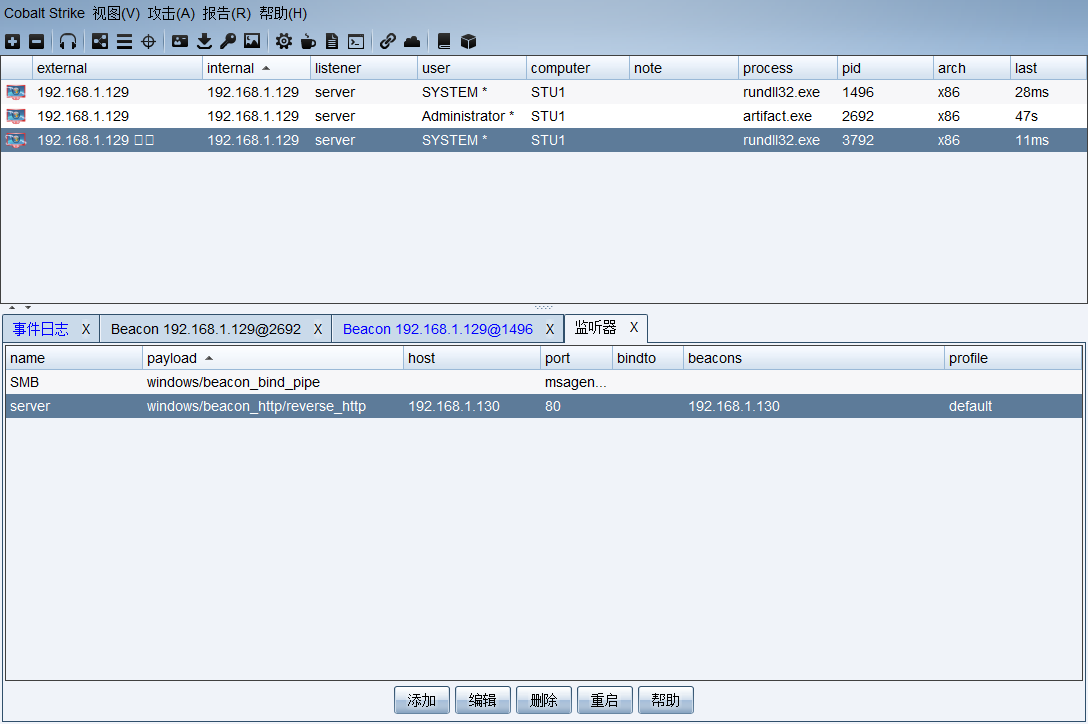 Cobalt Strike 视图(V) 攻击(A) 报告(R) 帮助(H)
external internal listener user computer note process pid arch last
192.168.1.129 192.168.1.129 server SYSTEM * STU1 rundll32.exe 1496 x86 28ms
192.168.1.129 192.168.1.129 server Administrator * STU1 artifact.exe 2692 x86 47s
192.168.1.129 □□ 192.168.1.129 server SYSTEM * STU1 rundll32.exe 3792 x86 11ms
事件日志 X Beacon 192.168.1.129@2692 X Beacon 192.168.1.129@1496 X 监听器 X
name payload host port bindto beacons profile
SMB windows/beacon_bind_pipe msagen...
server windows/beacon_http/reverse_http 192.168.1.130 80 192.168.1.130 default
添加 编辑 删除 重启 帮助